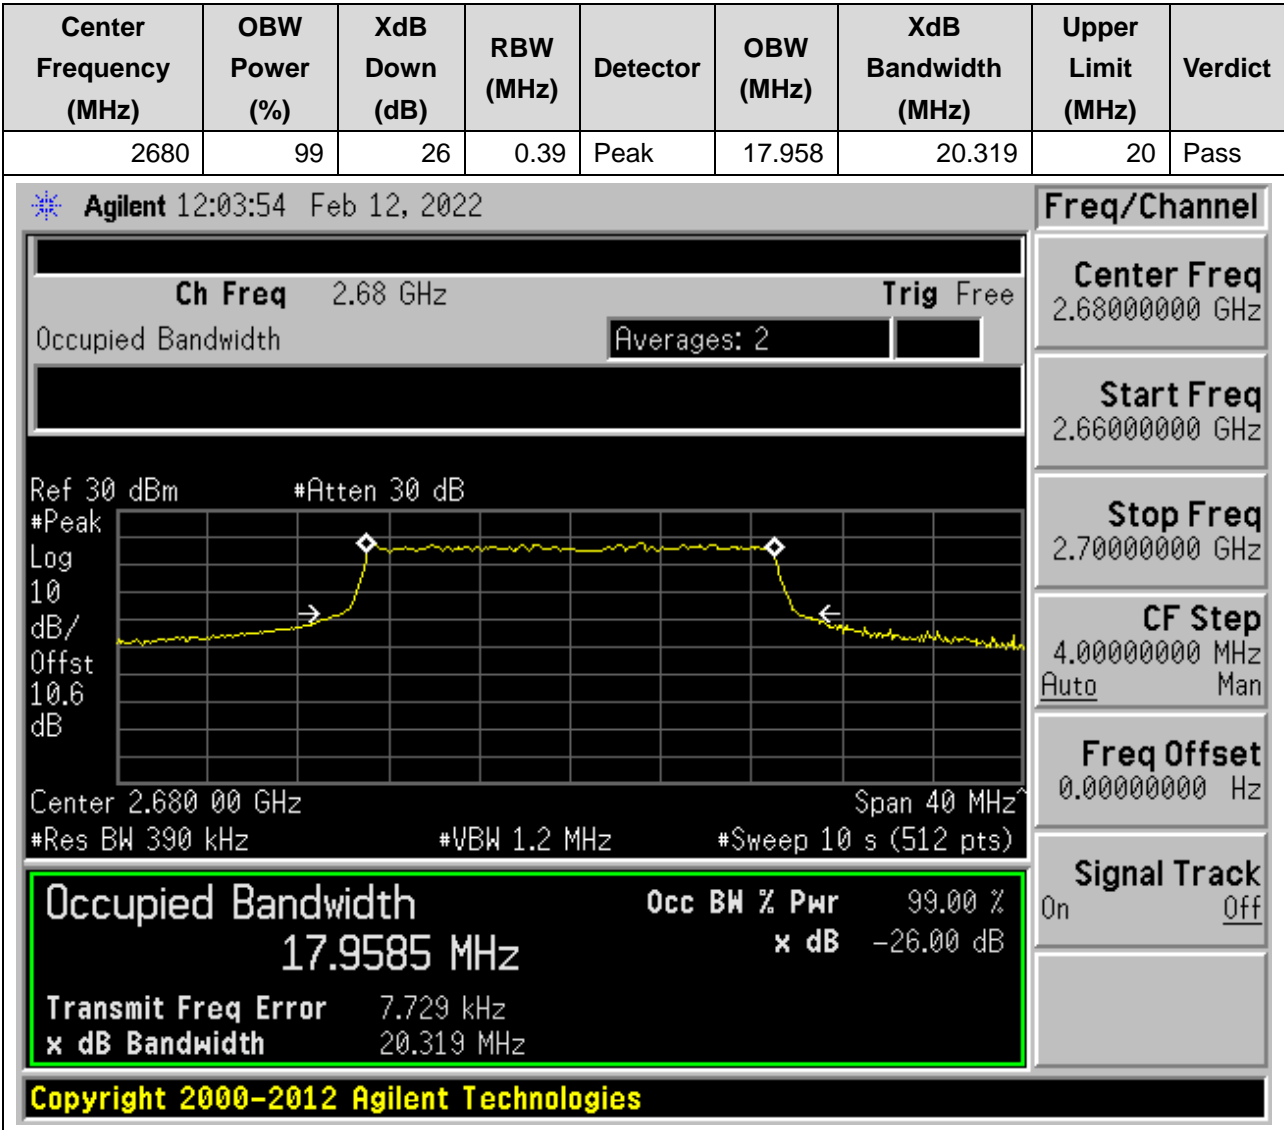 Center Frequency (MHz) OBW Power (%) XdB Down (dB) RBW (MHz) Detector OBW (MHz) XdB Bandwidth (MHz) Upper Limit (MHz) Verdict
2680 99 26 0.39 Peak 17.958 20.319 20 Pass
Agilent 12:03:54 Feb 12, 2022
Freq/Channel
Ch Freq 2.68 GHz Trig Free
Occupied Bandwidth Averages: 2
Center Freq
2.68000000 GHz
Start Freq
2.66000000 GHz
Stop Freq
2.70000000 GHz
CF Step
4.00000000 MHz
Auto Man
Freq Offset
0.00000000 Hz
Signal Track
On Off
Ref 30 dBm #Atten 30 dB
#Peak
Log
10
dB/
Offst
10.6
dB
Center 2.680 00 GHz Span 40 MHz^
#Res BW 390 kHz #VBW 1.2 MHz #Sweep 10 s (512 pts)
Occupied Bandwidth Occ BW % Pwr 99.00 %
17.9585 MHz x dB -26.00 dB
Transmit Freq Error 7.729 kHz
x dB Bandwidth 20.319 MHz
Copyright 2000-2012 Agilent Technologies